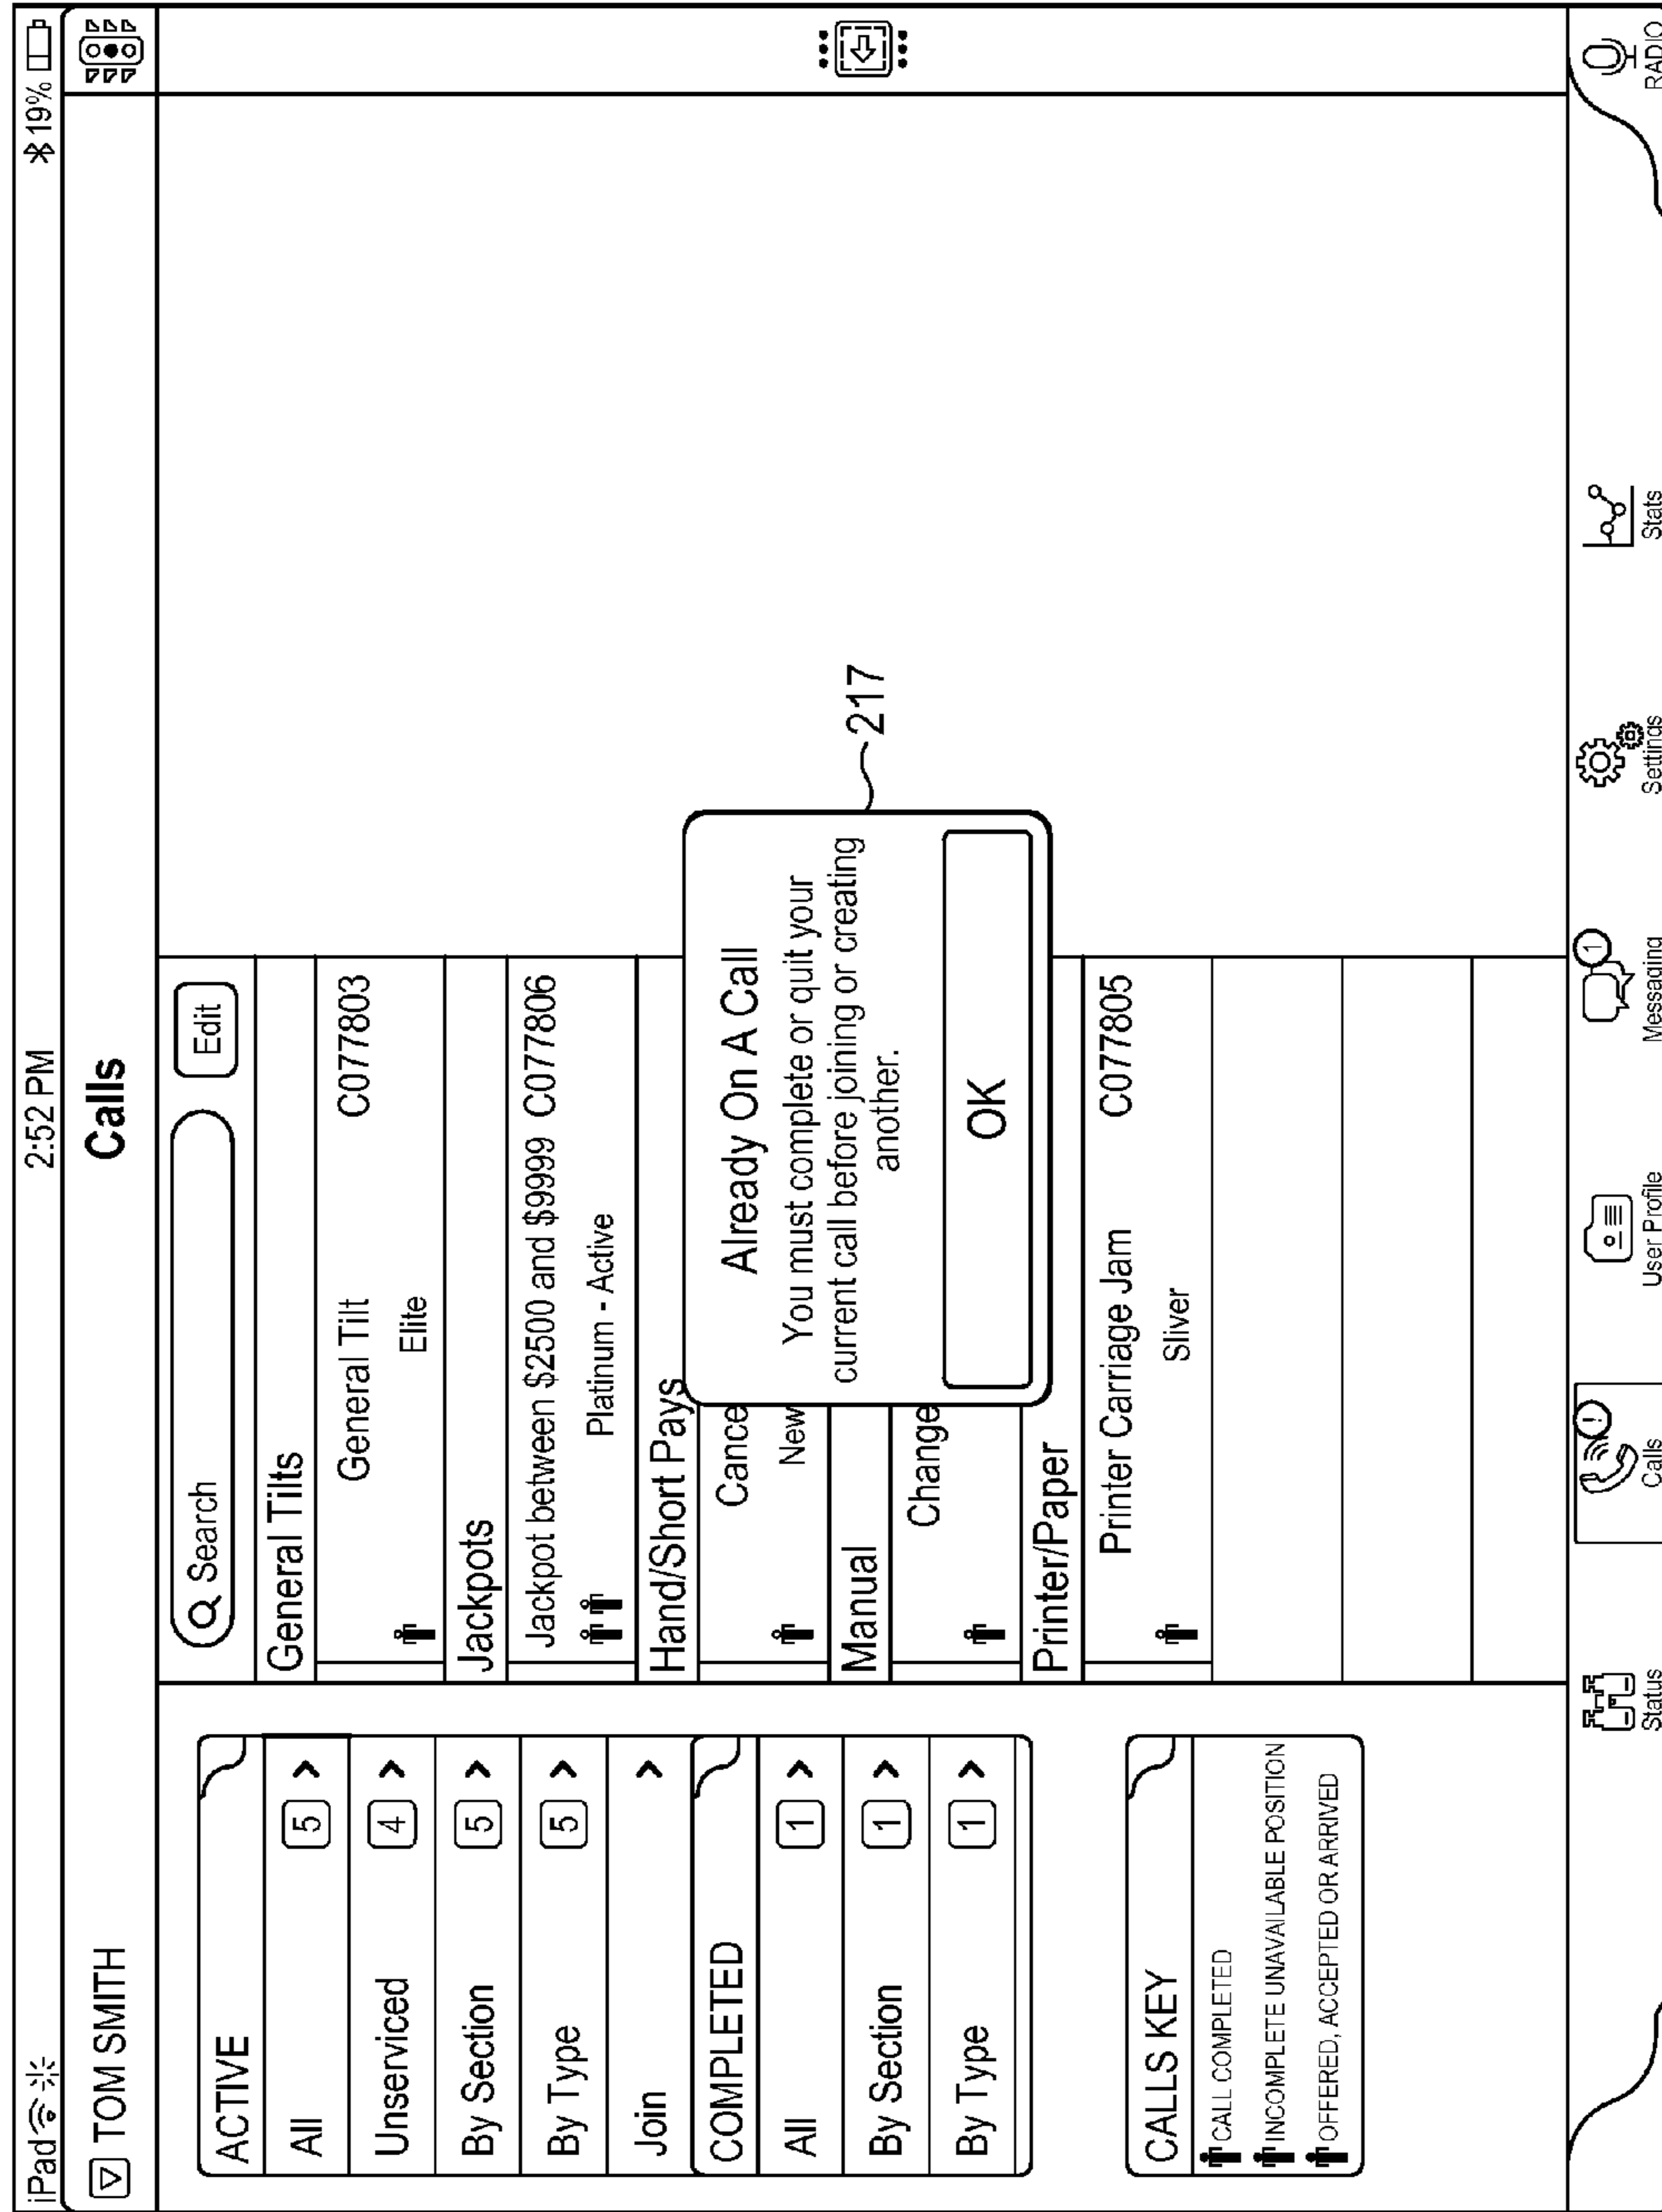 iPad 2:52 PM 19%
TOM SMITH Calls
ACTIVE
All 5 >
Unserviced 4 >
By Section 5 >
By Type 5 >
Join >
COMPLETED
All 1 >
By Section 1 >
By Type 1 >
CALLS KEY
CALL COMPLETED
INCOMPLETE UNAVAILABLE POSITION
OFFERED, ACCEPTED OR ARRIVED
Search Edit
General Tilts
General Tilt C077803
Elite
Jackpots
Jackpot between $2500 and $9999 C077806
Platinum - Active
Hand/Short Pays
Cance
New
Manual
Change
Printer/Paper
Printer Carriage Jam C077805
Sliver
Already On A Call
You must complete or quit your
current call before joining or creating
another.
OK
217
Status
! Calls
User Profile
1 Messaging
Settings
Stats
RADIO